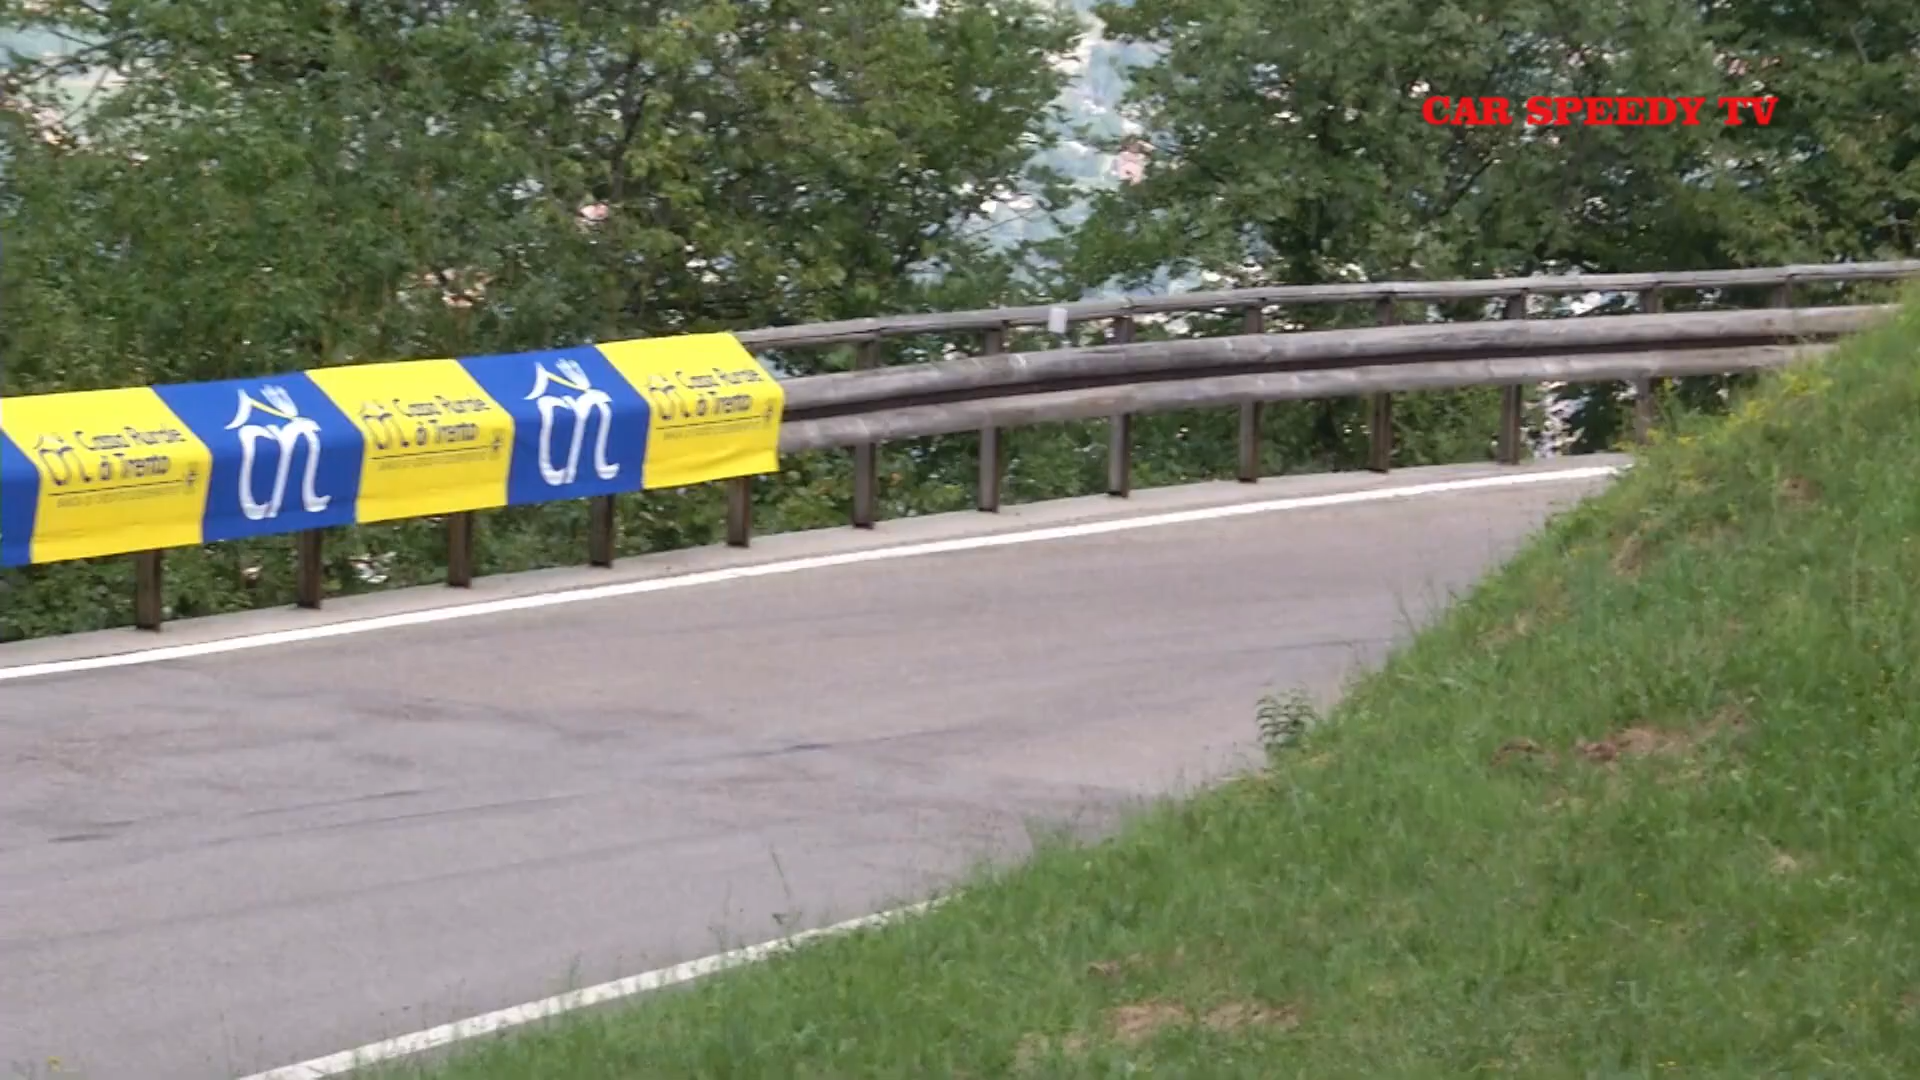 CAR SPEEDY TV
Cassa Rurale
di Trento
Cassa Rurale
di Trento
Cassa Rurale
di Trento